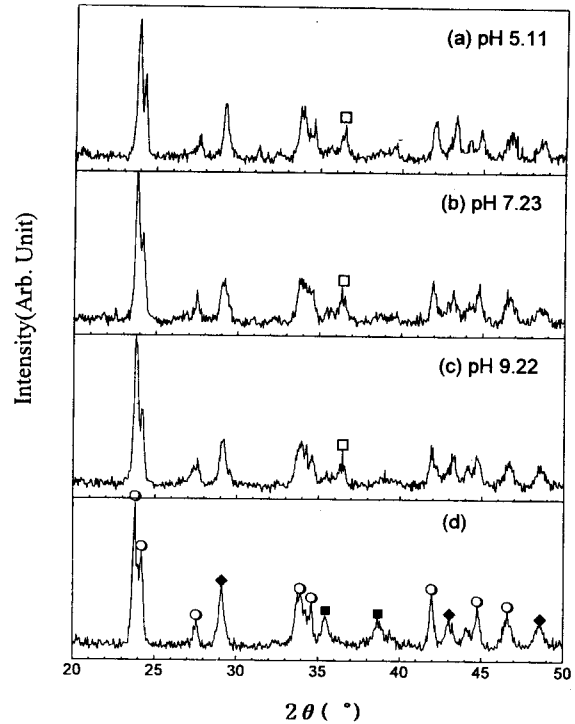 Intensity(Arb. Unit)
(a) pH 5.11
(b) pH 7.23
(c) pH 9.22
(d)
20 25 30 35 40 45 50
2θ ( °)